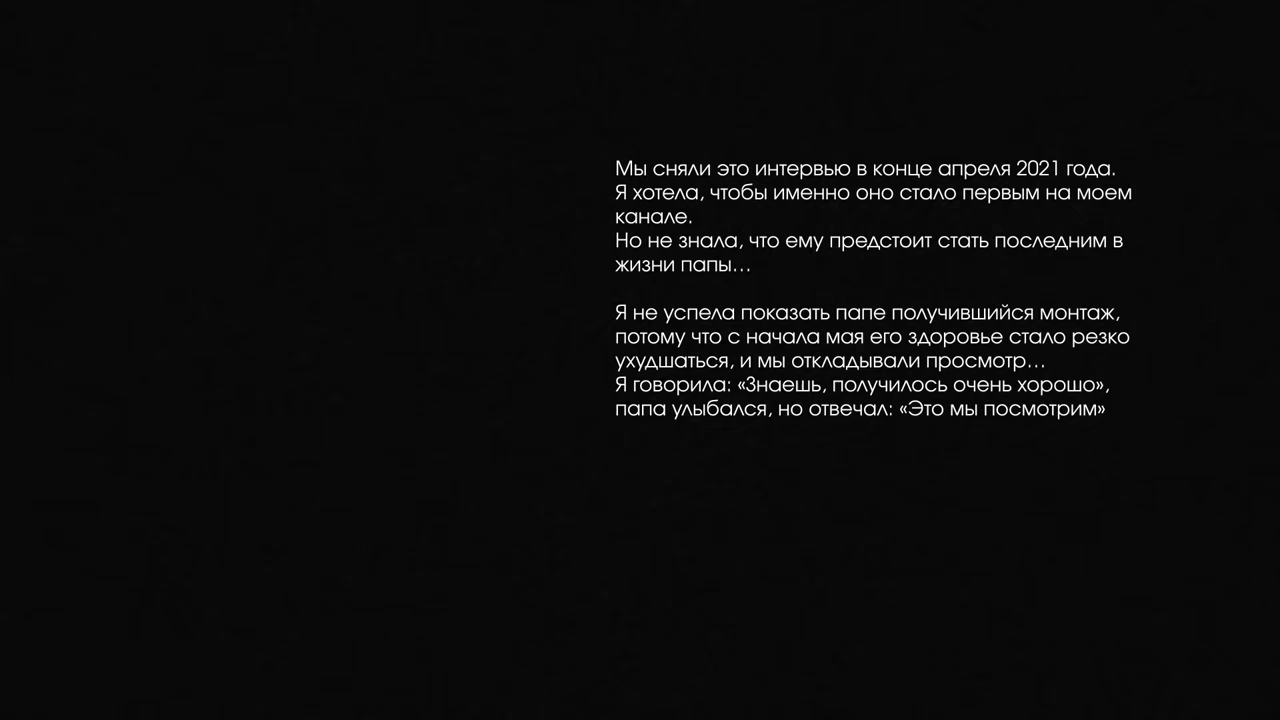 Мы сняли это интервью в конце апреля 2021 года.
Я хотела, чтобы именно оно стало первым на моем
канале.
Но не знала, что ему предстоит стать последним в
жизни папы...
Я не успела показать папе получившийся монтаж,
потому что с начала мая его здоровье стало резко
ухудшаться, и мы откладывали просмотр...
Я говорила: «Знаешь, получилось очень хорошо»,
папа улыбался, но отвечал: «Это мы посмотрим»